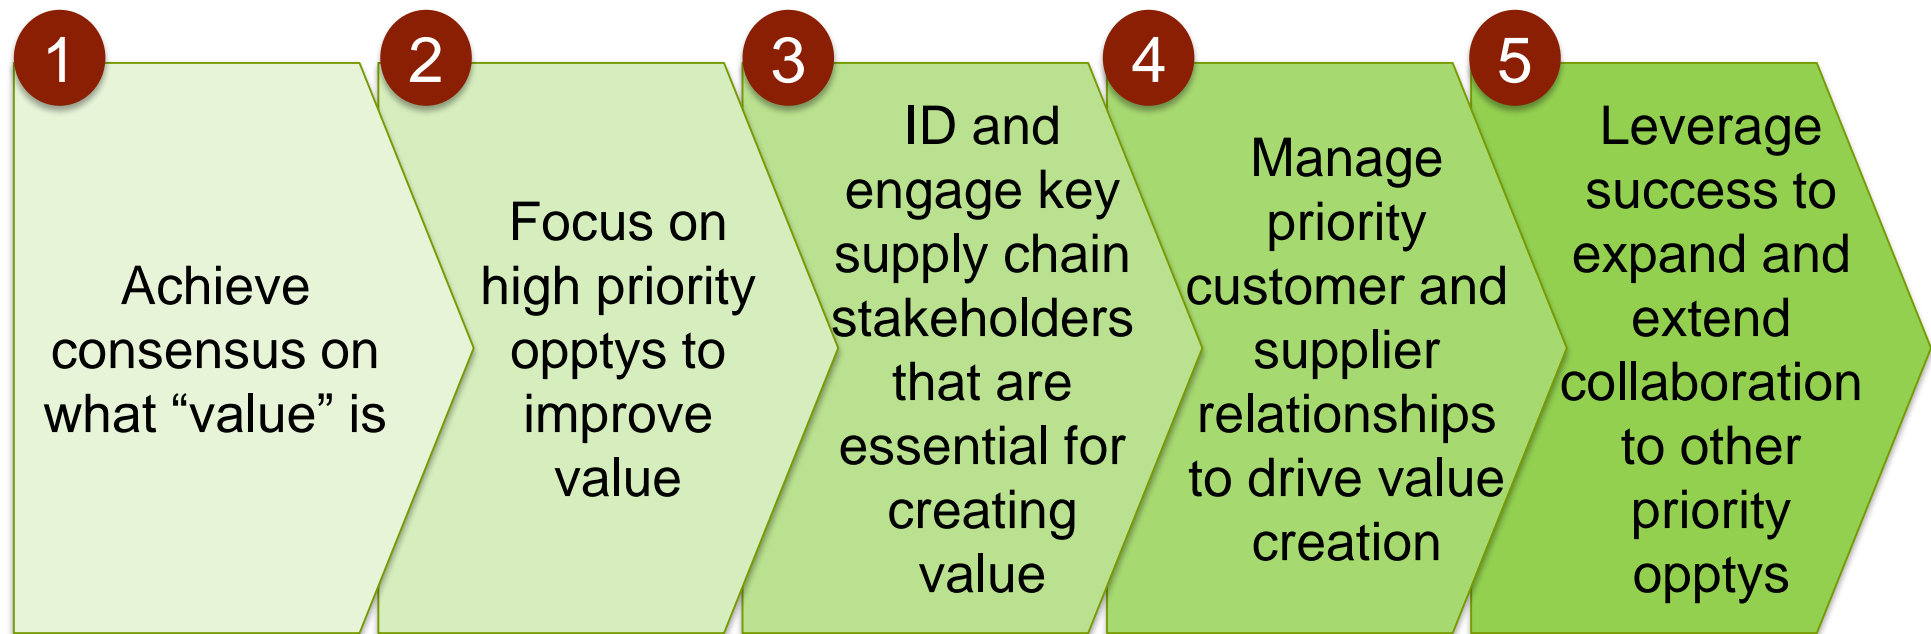 1
Achieve
consensus on
what “value” is
2
Focus on
high priority
opptys to
improve
value
3
ID and
engage key
supply chain
stakeholders
that are
essential for
creating
value
4
Manage
priority
customer and
supplier
relationships
to drive value
creation
5
Leverage
success to
expand and
extend
collaboration
to other
priority
opptys